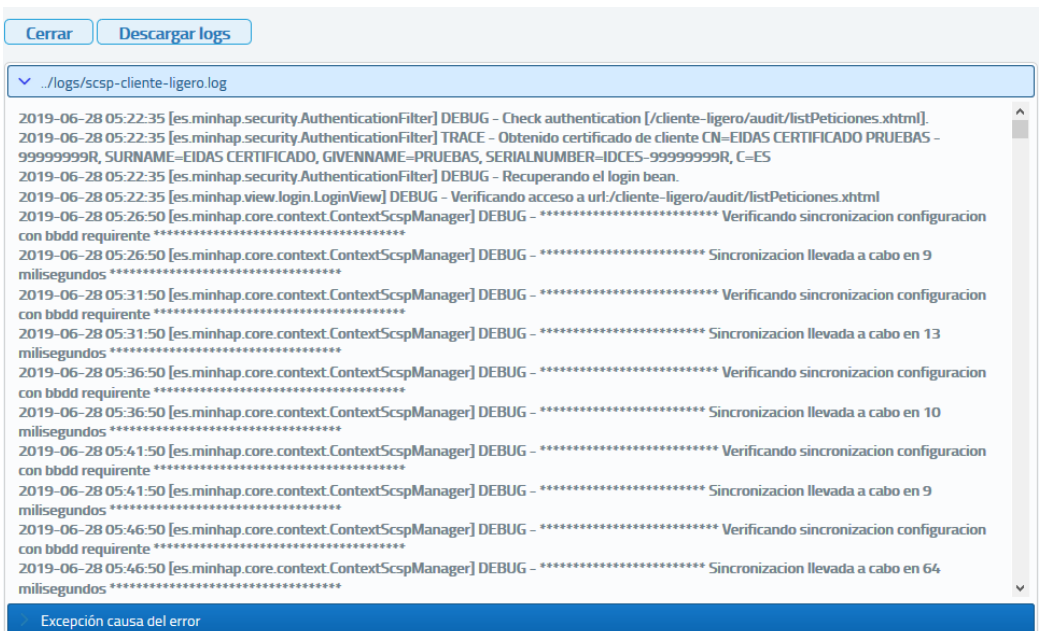 Cerrar Descargar logs
../logs/scsp-cliente-ligero.log
2019-06-28 05:22:35 [es.minhap.security.AuthenticationFilter] DEBUG - Check authentication [/cliente-ligero/audit/listPeticiones.xhtml].
2019-06-28 05:22:35 [es.minhap.security.AuthenticationFilter] TRACE - Obtenido certificado de cliente CN=EIDAS CERTIFICADO PRUEBAS -
99999999R, SURNAME=EIDAS CERTIFICADO, GIVENNAME=PRUEBAS, SERIALNUMBER=IDCES-99999999R, C=ES
2019-06-28 05:22:35 [es.minhap.security.AuthenticationFilter] DEBUG - Recuperando el login bean.
2019-06-28 05:22:35 [es.minhap.view.login.LoginView] DEBUG - Verificando acceso a url:/cliente-ligero/audit/listPeticiones.xhtml
2019-06-28 05:26:50 [es.minhap.core.context.ContextScspManager] DEBUG - *************************** Verificando sincronizacion configuracion
con bbdd requirente **************************************
2019-06-28 05:26:50 [es.minhap.core.context.ContextScspManager] DEBUG - ************************* Sincronizacion llevada a cabo en 9
milisegundos ***********************************
2019-06-28 05:31:50 [es.minhap.core.context.ContextScspManager] DEBUG - *************************** Verificando sincronizacion configuracion
con bbdd requirente **************************************
2019-06-28 05:31:50 [es.minhap.core.context.ContextScspManager] DEBUG - ************************* Sincronizacion llevada a cabo en 13
milisegundos ***********************************
2019-06-28 05:36:50 [es.minhap.core.context.ContextScspManager] DEBUG - *************************** Verificando sincronizacion configuracion
con bbdd requirente **************************************
2019-06-28 05:36:50 [es.minhap.core.context.ContextScspManager] DEBUG - ************************* Sincronizacion llevada a cabo en 10
milisegundos ***********************************
2019-06-28 05:41:50 [es.minhap.core.context.ContextScspManager] DEBUG - *************************** Verificando sincronizacion configuracion
con bbdd requirente **************************************
2019-06-28 05:41:50 [es.minhap.core.context.ContextScspManager] DEBUG - ************************* Sincronizacion llevada a cabo en 9
milisegundos ***********************************
2019-06-28 05:46:50 [es.minhap.core.context.ContextScspManager] DEBUG - *************************** Verificando sincronizacion configuracion
con bbdd requirente **************************************
2019-06-28 05:46:50 [es.minhap.core.context.ContextScspManager] DEBUG - ************************* Sincronizacion llevada a cabo en 64
milisegundos ***********************************
Excepción causa del error